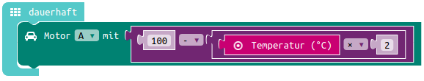 dauerhaft
Motor A ▼ mit 100 - ▼ Temperatur (°C) × ▼ 2